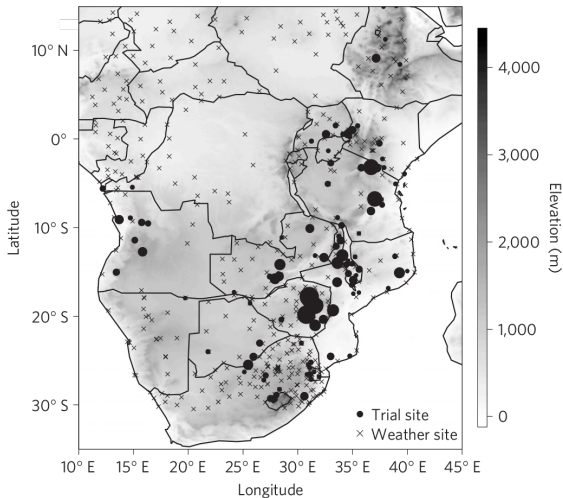 10° N
0°
10° S
20° S
30° S
Latitude
10° E
15° E
20° E
25° E
30° E
35° E
40° E
45° E
Longitude
Trial site
Weather site
4,000
3,000
2,000
1,000
0
Elevation (m)